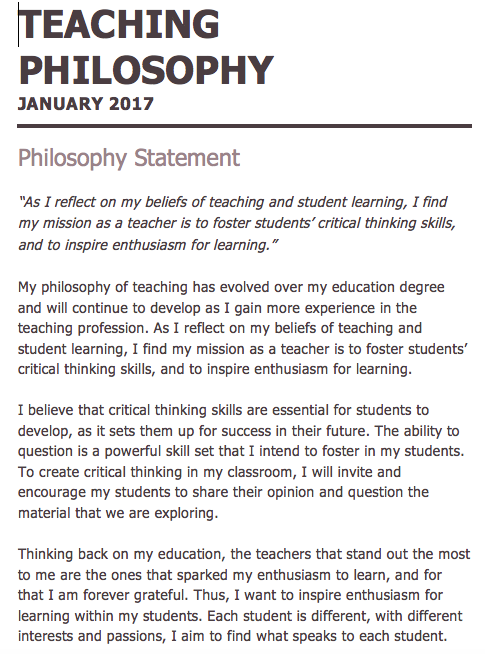 TEACHING
PHILOSOPHY
JANUARY 2017
Philosophy Statement
“As I reflect on my beliefs of teaching and student learning, I find
my mission as a teacher is to foster students’ critical thinking skills,
and to inspire enthusiasm for learning.”
My philosophy of teaching has evolved over my education degree
and will continue to develop as I gain more experience in the
teaching profession. As I reflect on my beliefs of teaching and
student learning, I find my mission as a teacher is to foster students’
critical thinking skills, and to inspire enthusiasm for learning.
I believe that critical thinking skills are essential for students to
develop, as it sets them up for success in their future. The ability to
question is a powerful skill set that I intend to foster in my students.
To create critical thinking in my classroom, I will invite and
encourage my students to share their opinion and question the
material that we are exploring.
Thinking back on my education, the teachers that stand out the most
to me are the ones that sparked my enthusiasm to learn, and for
that I am forever grateful. Thus, I want to inspire enthusiasm for
learning within my students. Each student is different, with different
interests and passions, I aim to find what speaks to each student.